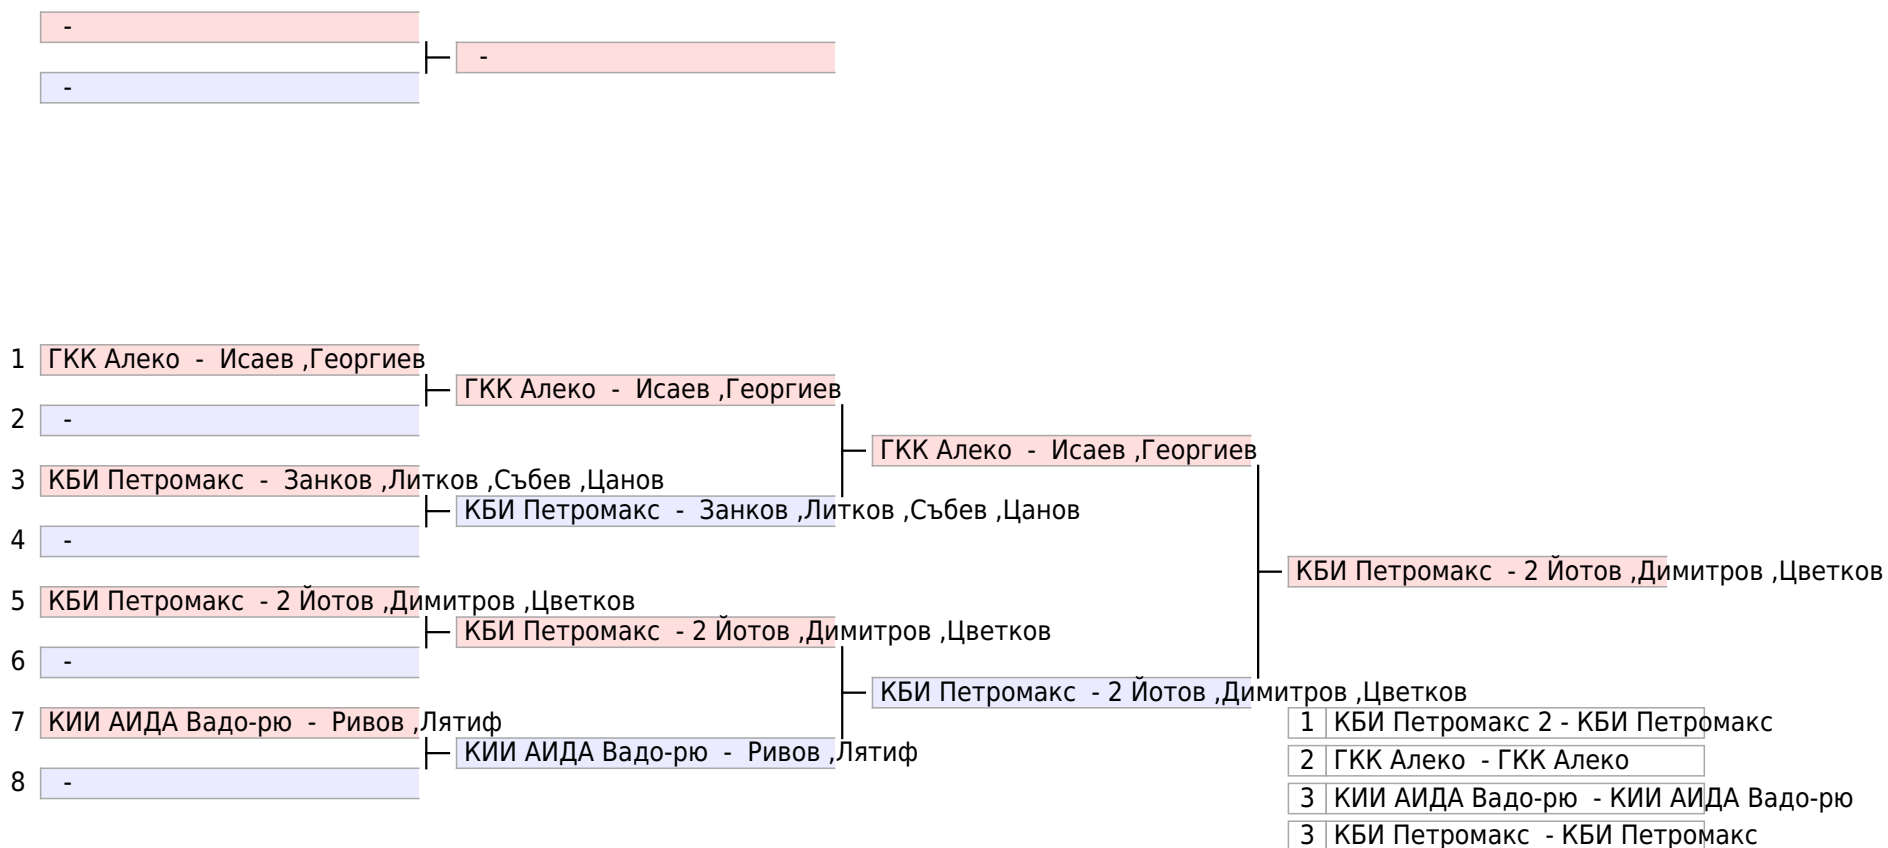 -
-
-
1 ГКК Алеко - Исаев ,Георгиев
ГКК Алеко - Исаев ,Георгиев
2 -
ГКК Алеко - Исаев ,Георгиев
3 КБИ Петромакс - Занков ,Литков ,Събев ,Цанов
КБИ Петромакс - Занков ,Литков ,Събев ,Цанов
4 -
КБИ Петромакс - 2 Йотов ,Димитров ,Цветков
5 КБИ Петромакс - 2 Йотов ,Димитров ,Цветков
КБИ Петромакс - 2 Йотов ,Димитров ,Цветков
6 -
КБИ Петромакс - 2 Йотов ,Димитров ,Цветков
7 КИИ АИДА Вадо-рю - Ривов ,Лятиф
КИИ АИДА Вадо-рю - Ривов ,Лятиф
8 -
1 КБИ Петромакс 2 - КБИ Петромакс
2 ГКК Алеко - ГКК Алеко
3 КИИ АИДА Вадо-рю - КИИ АИДА Вадо-рю
3 КБИ Петромакс - КБИ Петромакс